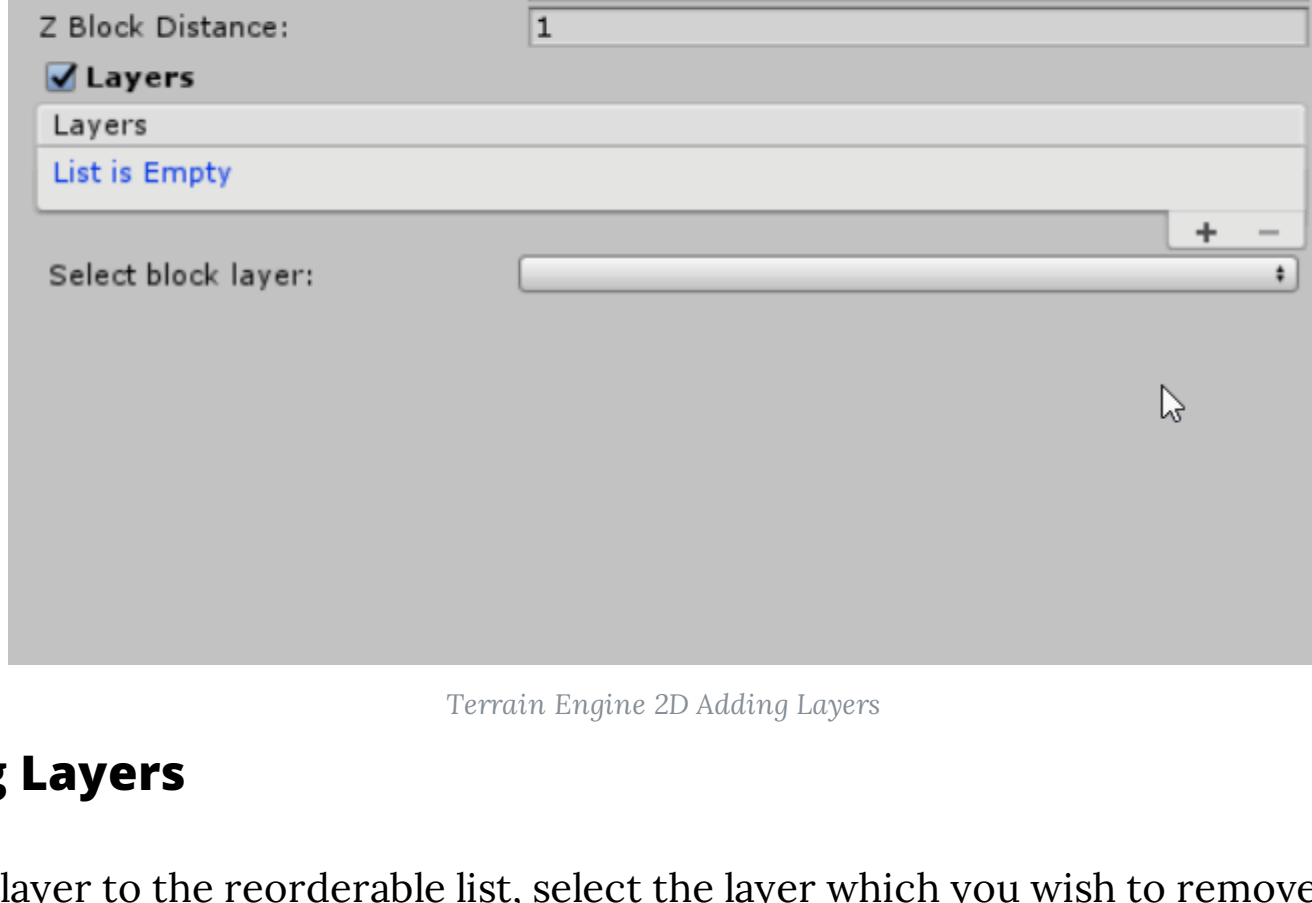 Z Block Distance: 1
Layers
Layers
List is Empty
+ −
Select block layer:
Terrain Engine 2D Adding Layers
Layers
layer to the reorderable list, select the layer which you wish to remove